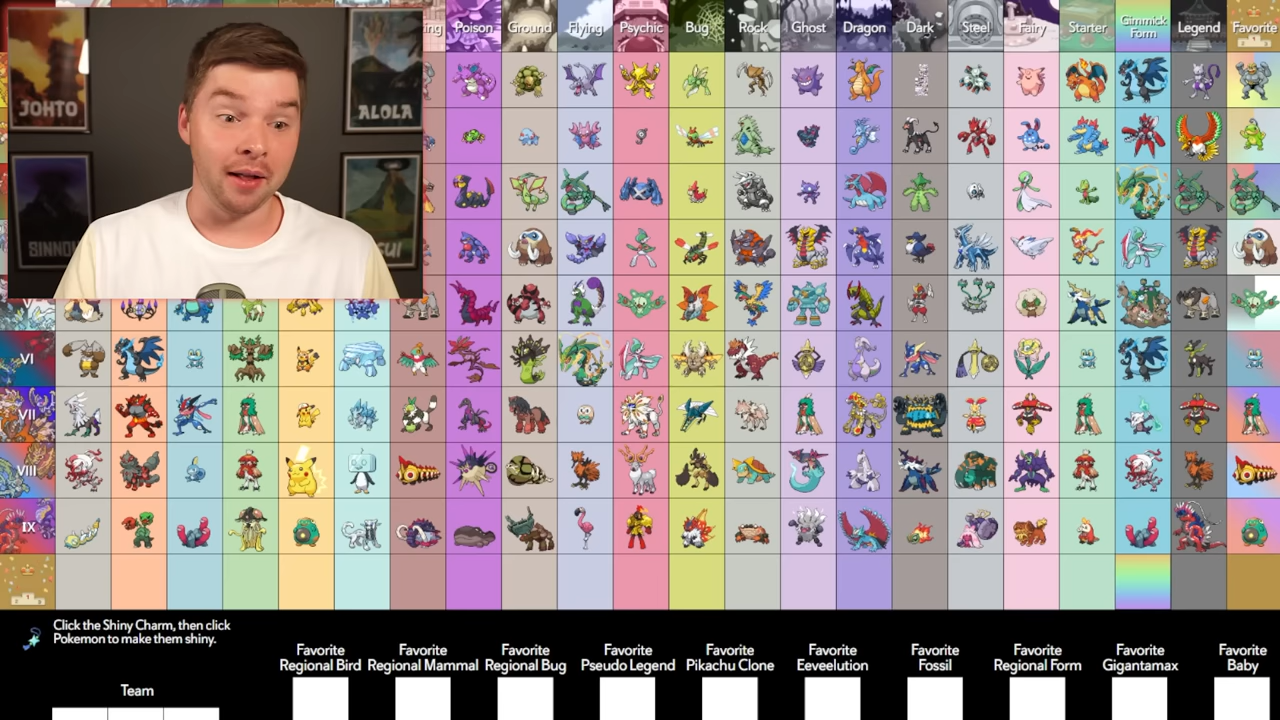 JOHTO
ALOLA
SINNO
Poison
Ground
Flying
Psychic
Bug
Rock
Ghost
Dragon
Dark
Steel
Fairy
Starter
Gimmick
Form
Legend
Favorite
VI
VII
VIII
IX
Click the Shiny Charm, then click
Pokemon to make them shiny.
Team
Favorite
Regional Bird
Favorite
Regional Mammal
Favorite
Regional Bug
Favorite
Pseudo Legend
Favorite
Pikachu Clone
Favorite
Eeveelution
Favorite
Fossil
Favorite
Regional Form
Favorite
Gigantamax
Favorite
Baby